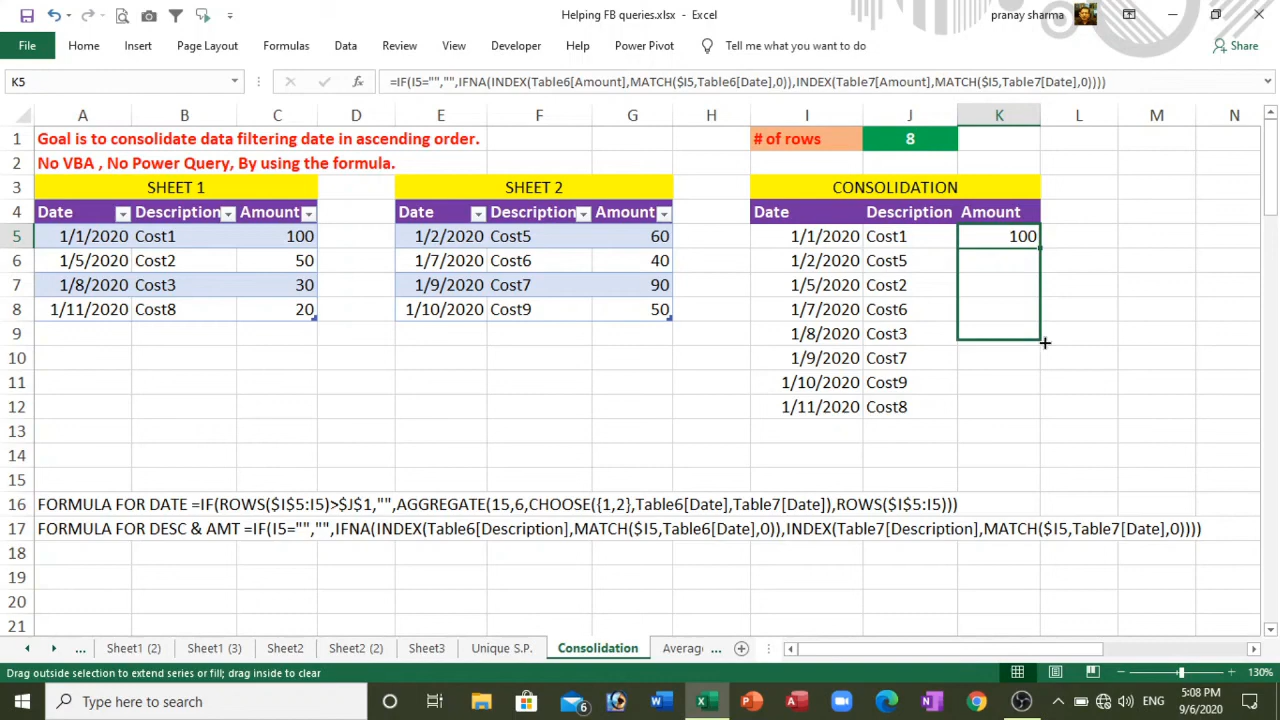 Helping FB queries.xlsx - Excel
pranay sharma
File Home Insert Page Layout Formulas Data Review View Developer Help Power Pivot Tell me what you want to do Share
K5 fx =IF(I5="","",IFNA(INDEX(Table6[Amount],MATCH($I5,Table6[Date],0)),INDEX(Table7[Amount],MATCH($I5,Table7[Date],0))))
A B C D E F G H I J K L M N
1 Goal is to consolidate data filtering date in ascending order. # of rows 8
2 No VBA , No Power Query, By using the formula.
3 SHEET 1 SHEET 2 CONSOLIDATION
4 Date Description Amount Date Description Amount Date Description Amount
5 1/1/2020 Cost1 100 1/2/2020 Cost5 60 1/1/2020 Cost1 100
6 1/5/2020 Cost2 50 1/7/2020 Cost6 40 1/2/2020 Cost5
7 1/8/2020 Cost3 30 1/9/2020 Cost7 90 1/5/2020 Cost2
8 1/11/2020 Cost8 20 1/10/2020 Cost9 50 1/7/2020 Cost6
9 1/8/2020 Cost3
10 1/9/2020 Cost7
11 1/10/2020 Cost9
12 1/11/2020 Cost8
13
14
15
16 FORMULA FOR DATE =IF(ROWS($I$5:I5)>$J$1,"",AGGREGATE(15,6,CHOOSE({1,2},Table6[Date],Table7[Date]),ROWS($I$5:I5)))
17 FORMULA FOR DESC & AMT =IF(I5="","",IFNA(INDEX(Table6[Description],MATCH($I5,Table6[Date],0)),INDEX(Table7[Description],MATCH($I5,Table7[Date],0))))
18
19
20
21
... Sheet1 (2) Sheet1 (3) Sheet2 Sheet2 (2) Sheet3 Unique S.P. Consolidation Average ...
Drag outside selection to extend series or fill; drag inside to clear 130%
Type here to search 6 ENG 5:08 PM
9/6/2020